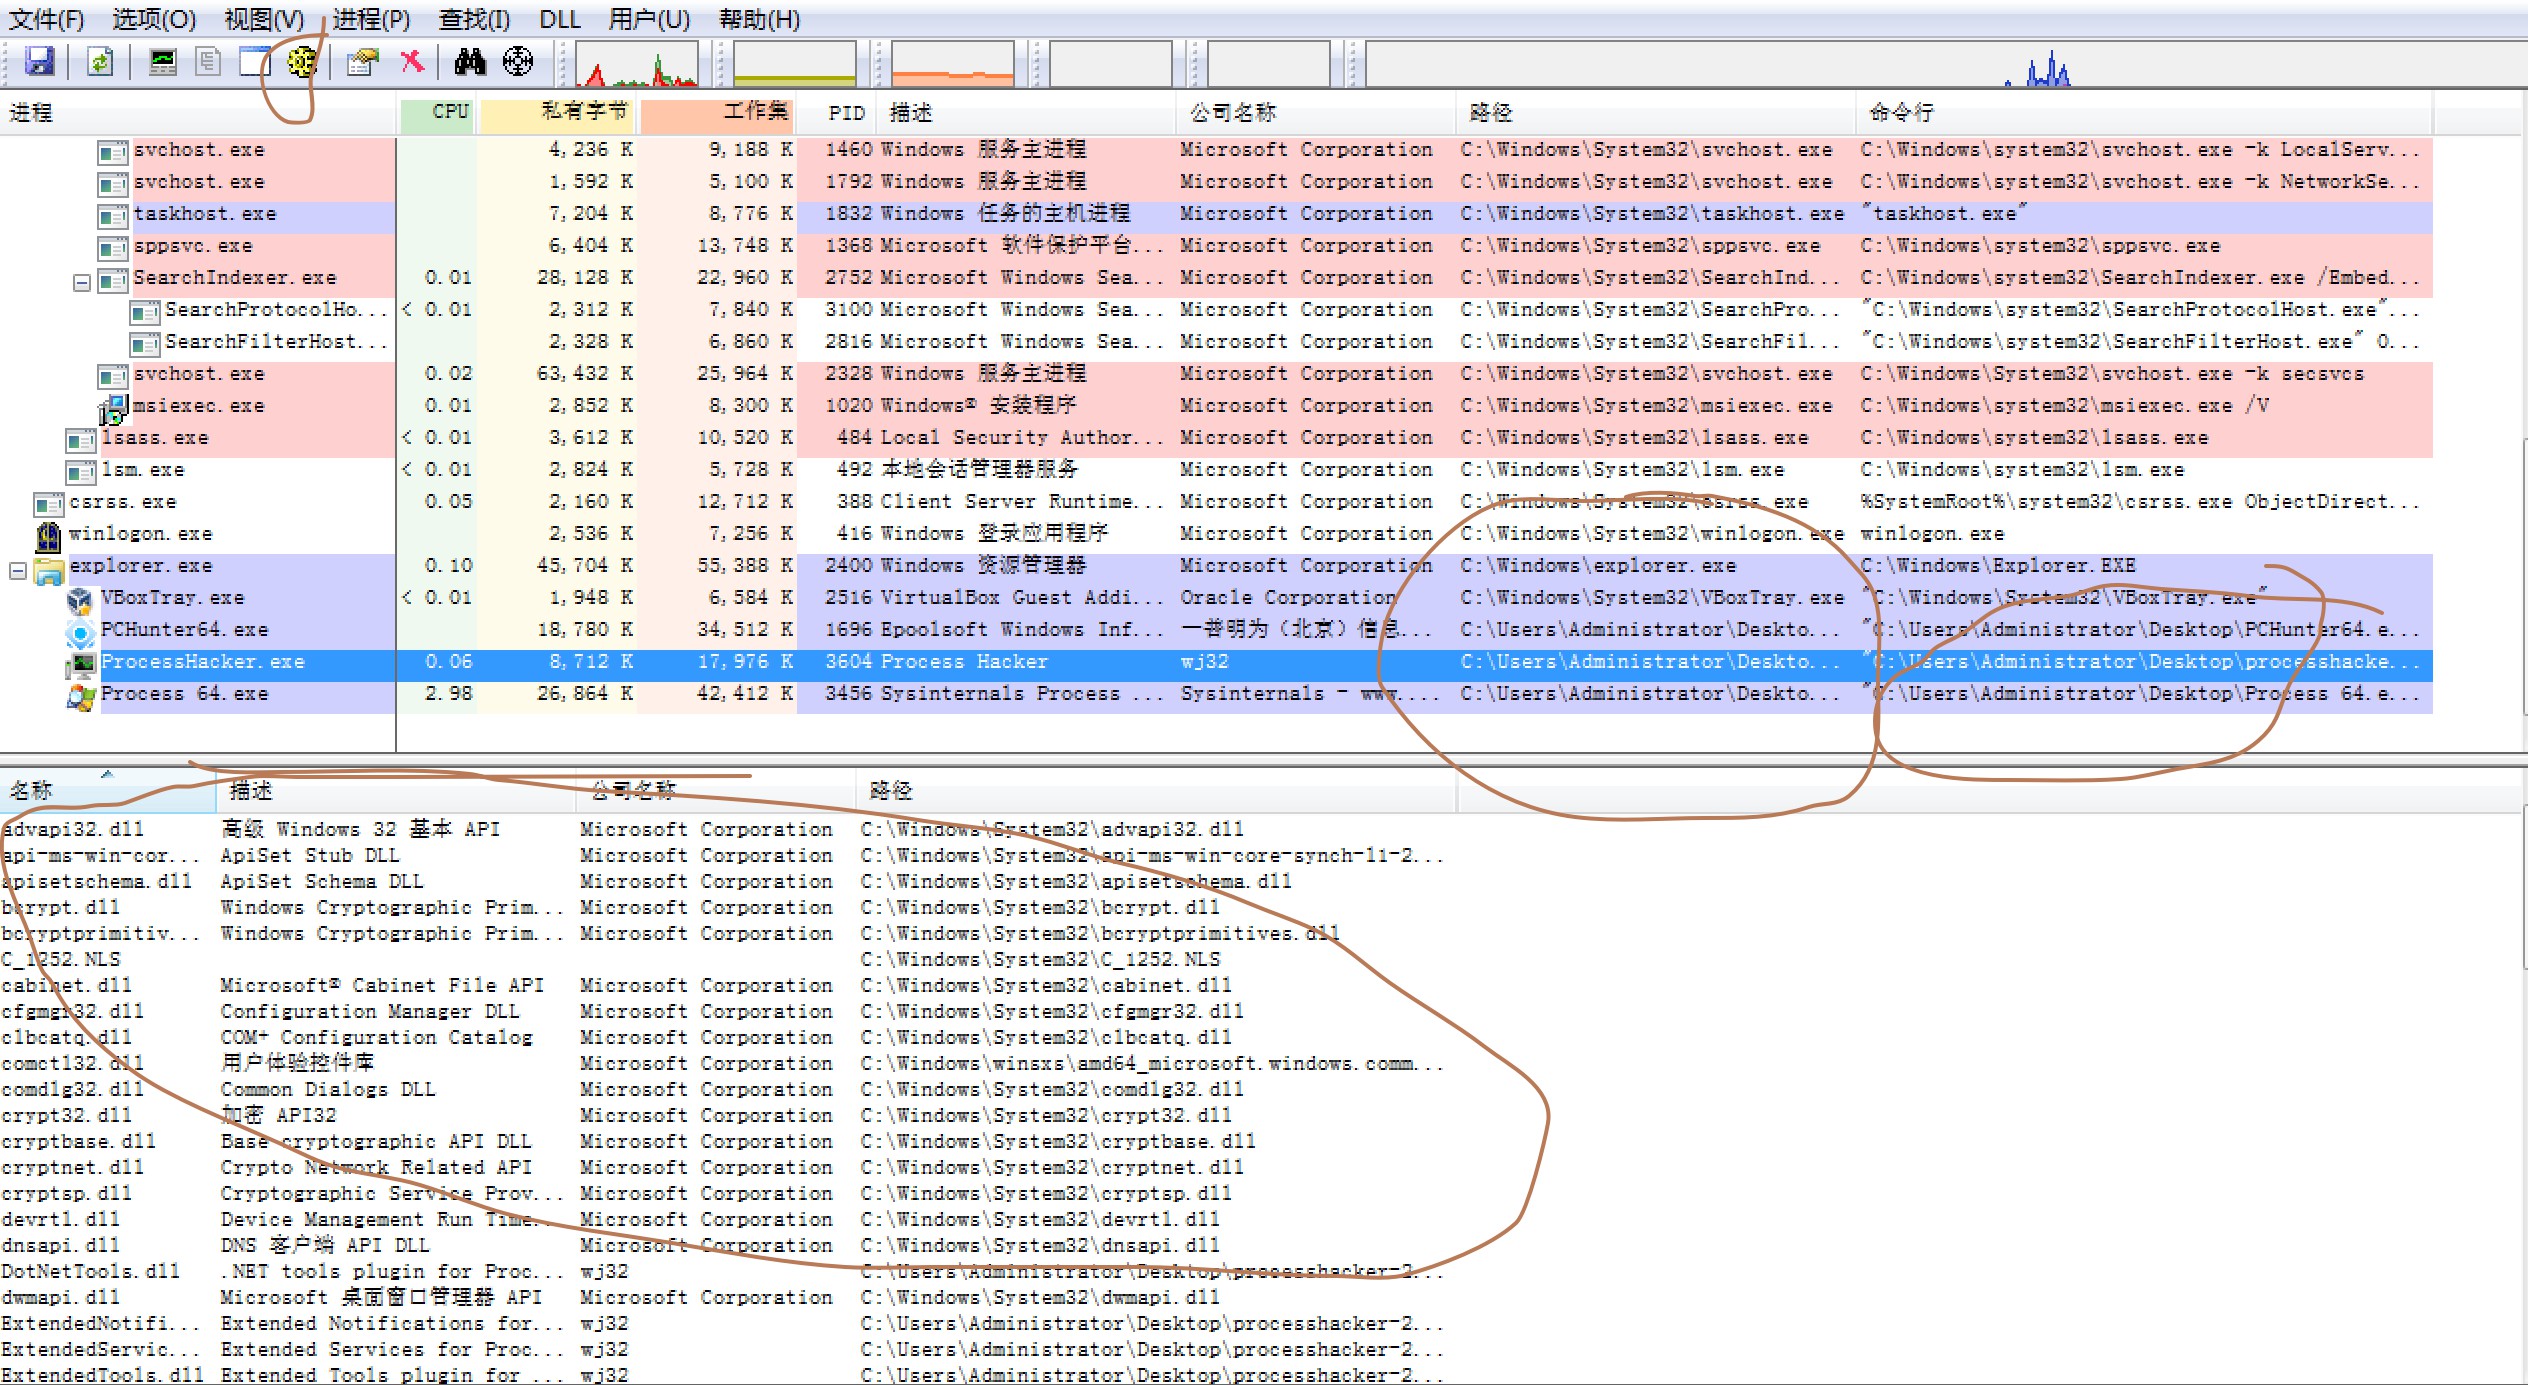 文件(F) 选项(O) 视图(V) 进程(P) 查找(I) DLL 用户(U) 帮助(H)
进程 CPU 私有字节 工作集 PID 描述 公司名称 路径 命令行
svchost.exe 4,236 K 9,188 K 1460 Windows 服务主进程 Microsoft Corporation C:\Windows\System32\svchost.exe C:\Windows\system32\svchost.exe -k LocalServ...
svchost.exe 1,592 K 5,100 K 1792 Windows 服务主进程 Microsoft Corporation C:\Windows\System32\svchost.exe C:\Windows\system32\svchost.exe -k NetworkSe...
taskhost.exe 7,204 K 8,776 K 1832 Windows 任务的主机进程 Microsoft Corporation C:\Windows\System32\taskhost.exe "taskhost.exe"
sppsvc.exe 6,404 K 13,748 K 1368 Microsoft 软件保护平台... Microsoft Corporation C:\Windows\System32\sppsvc.exe C:\Windows\system32\sppsvc.exe
SearchIndexer.exe 0.01 28,128 K 22,960 K 2752 Microsoft Windows Sea... Microsoft Corporation C:\Windows\System32\SearchInd... C:\Windows\system32\SearchIndexer.exe /Embed...
SearchProtocolHo... < 0.01 2,312 K 7,840 K 3100 Microsoft Windows Sea... Microsoft Corporation C:\Windows\System32\SearchPro... "C:\Windows\system32\SearchProtocolHost.exe"...
SearchFilterHost... 2,328 K 6,860 K 2816 Microsoft Windows Sea... Microsoft Corporation C:\Windows\System32\SearchFil... "C:\Windows\system32\SearchFilterHost.exe" 0...
svchost.exe 0.02 63,432 K 25,964 K 2328 Windows 服务主进程 Microsoft Corporation C:\Windows\System32\svchost.exe C:\Windows\System32\svchost.exe -k secsvcs
msiexec.exe 0.01 2,852 K 8,300 K 1020 Windows® 安装程序 Microsoft Corporation C:\Windows\System32\msiexec.exe C:\Windows\system32\msiexec.exe /V
lsass.exe < 0.01 3,612 K 10,520 K 484 Local Security Author... Microsoft Corporation C:\Windows\System32\lsass.exe C:\Windows\system32\lsass.exe
lsm.exe < 0.01 2,824 K 5,728 K 492 本地会话管理器服务 Microsoft Corporation C:\Windows\System32\lsm.exe C:\Windows\system32\lsm.exe
csrss.exe 0.05 2,160 K 12,712 K 388 Client Server Runtime... Microsoft Corporation C:\Windows\System32\csrss.exe %SystemRoot%\system32\csrss.exe ObjectDirect...
winlogon.exe 2,536 K 7,256 K 416 Windows 登录应用程序 Microsoft Corporation C:\Windows\System32\winlogon.exe winlogon.exe
explorer.exe 0.10 45,704 K 55,388 K 2400 Windows 资源管理器 Microsoft Corporation C:\Windows\explorer.exe C:\Windows\Explorer.EXE
VBoxTray.exe < 0.01 1,948 K 6,584 K 2516 VirtualBox Guest Addi... Oracle Corporation C:\Windows\System32\VBoxTray.exe "C:\Windows\System32\VBoxTray.exe"
PCHunter64.exe 18,780 K 34,512 K 1696 Epoolsoft Windows Inf... 一普明为（北京）信息... C:\Users\Administrator\Deskto... "C:\Users\Administrator\Desktop\PCHunter64.e...
ProcessHacker.exe 0.06 8,712 K 17,976 K 3604 Process Hacker wj32 C:\Users\Administrator\Deskto... "C:\Users\Administrator\Desktop\processhacke...
Process 64.exe 2.98 26,864 K 42,412 K 3456 Sysinternals Process ... Sysinternals - www.... C:\Users\Administrator\Deskto... "C:\Users\Administrator\Desktop\Process 64.e...
名称 描述 公司名称 路径
advapi32.dll 高级 Windows 32 基本 API Microsoft Corporation C:\Windows\System32\advapi32.dll
api-ms-win-cor... ApiSet Stub DLL Microsoft Corporation C:\Windows\System32\api-ms-win-core-synch-l1-2...
apisetschema.dll ApiSet Schema DLL Microsoft Corporation C:\Windows\System32\apisetschema.dll
bcrypt.dll Windows Cryptographic Prim... Microsoft Corporation C:\Windows\System32\bcrypt.dll
bcryptprimitiv... Windows Cryptographic Prim... Microsoft Corporation C:\Windows\System32\bcryptprimitives.dll
C_1252.NLS C:\Windows\System32\C_1252.NLS
cabinet.dll Microsoft® Cabinet File API Microsoft Corporation C:\Windows\System32\cabinet.dll
cfgmgr32.dll Configuration Manager DLL Microsoft Corporation C:\Windows\System32\cfgmgr32.dll
clbcatq.dll COM+ Configuration Catalog Microsoft Corporation C:\Windows\System32\clbcatq.dll
comctl32.dll 用户体验控件库 Microsoft Corporation C:\Windows\winsxs\amd64_microsoft.windows.comm...
comdlg32.dll Common Dialogs DLL Microsoft Corporation C:\Windows\System32\comdlg32.dll
crypt32.dll 加密 API32 Microsoft Corporation C:\Windows\System32\crypt32.dll
cryptbase.dll Base cryptographic API DLL Microsoft Corporation C:\Windows\System32\cryptbase.dll
cryptnet.dll Crypto Network Related API Microsoft Corporation C:\Windows\System32\cryptnet.dll
cryptsp.dll Cryptographic Service Prov... Microsoft Corporation C:\Windows\System32\cryptsp.dll
devrtl.dll Device Management Run Time... Microsoft Corporation C:\Windows\System32\devrtl.dll
dnsapi.dll DNS 客户端 API DLL Microsoft Corporation C:\Windows\System32\dnsapi.dll
DotNetTools.dll .NET tools plugin for Proc... wj32 C:\Users\Administrator\Desktop\processhacker-2...
dwmapi.dll Microsoft 桌面窗口管理器 API Microsoft Corporation C:\Windows\System32\dwmapi.dll
ExtendedNotifi... Extended Notifications for... wj32 C:\Users\Administrator\Desktop\processhacker-2...
ExtendedServic... Extended Services for Proc... wj32 C:\Users\Administrator\Desktop\processhacker-2...
ExtendedTools.dll Extended Tools plugin for ... wj32 C:\Users\Administrator\Desktop\processhacker-2...